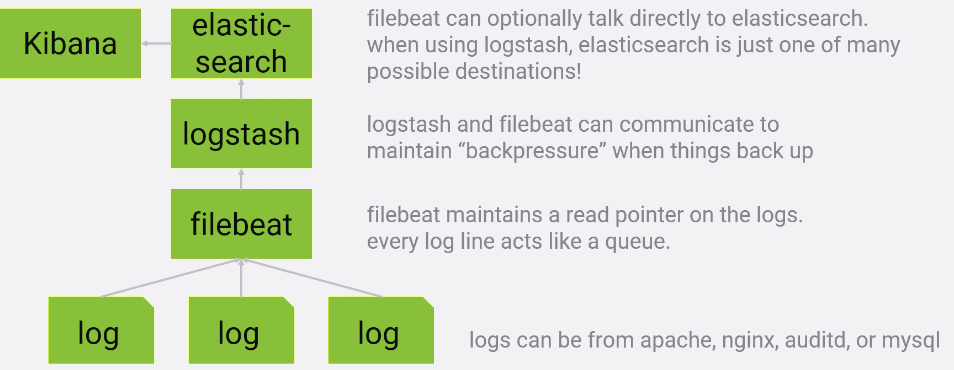 Kibana
elastic-
search
filebeat can optionally talk directly to elasticsearch.
when using logstash, elasticsearch is just one of many
possible destinations!
logstash
logstash and filebeat can communicate to
maintain “backpressure” when things back up
filebeat
filebeat maintains a read pointer on the logs.
every log line acts like a queue.
log
log
log
logs can be from apache, nginx, auditd, or mysql